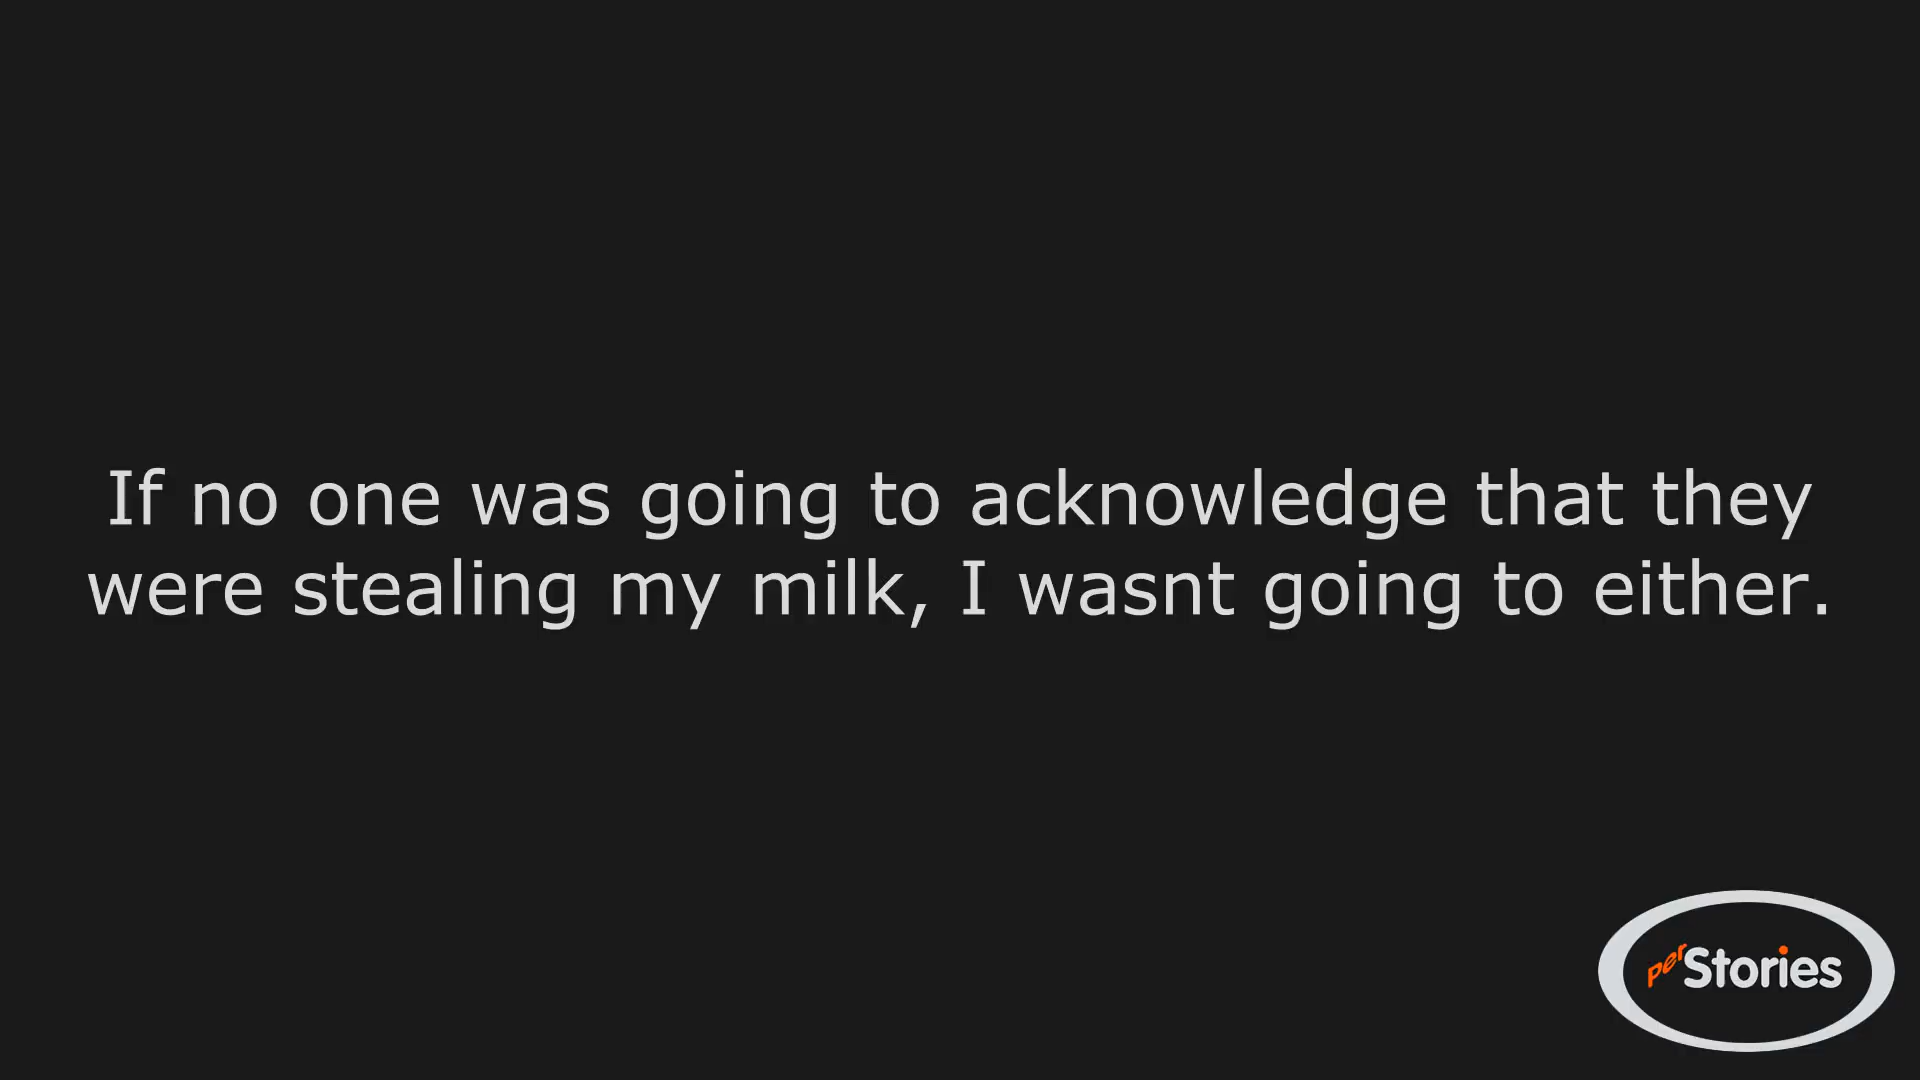 If no one was going to acknowledge that they
were stealing my milk, I wasnt going to either.
perStories